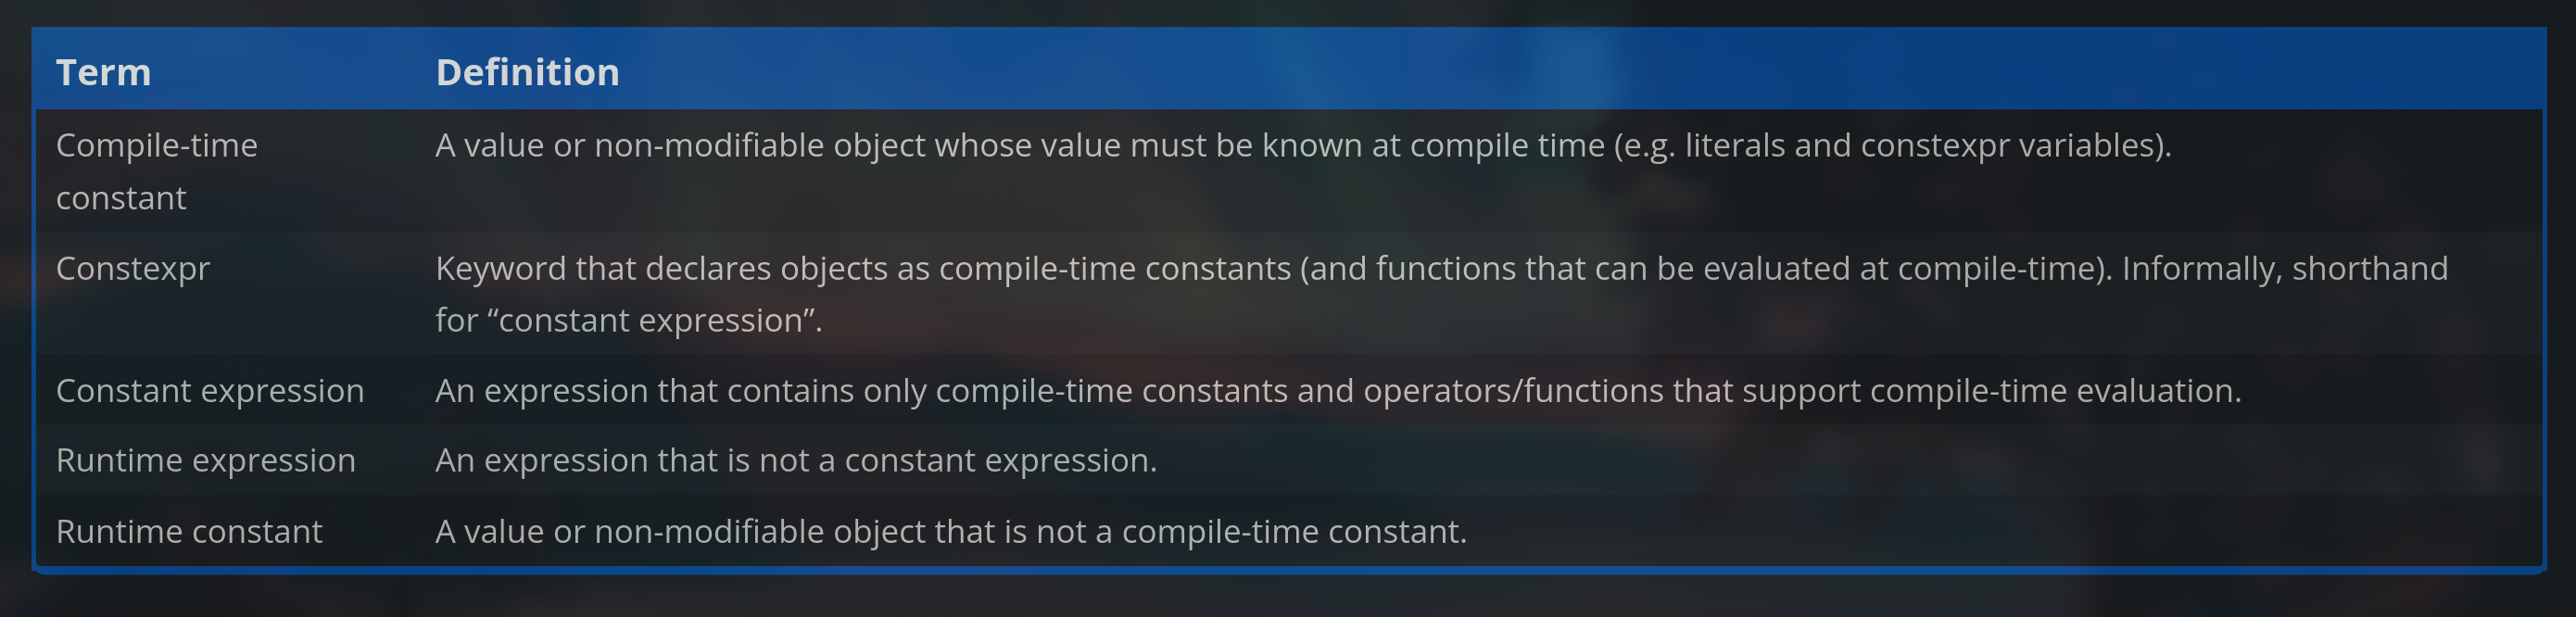 Term Definition
Compile-time constant A value or non-modifiable object whose value must be known at compile time (e.g. literals and constexpr variables).
Constexpr Keyword that declares objects as compile-time constants (and functions that can be evaluated at compile-time). Informally, shorthand
for “constant expression”.
Constant expression An expression that contains only compile-time constants and operators/functions that support compile-time evaluation.
Runtime expression An expression that is not a constant expression.
Runtime constant A value or non-modifiable object that is not a compile-time constant.